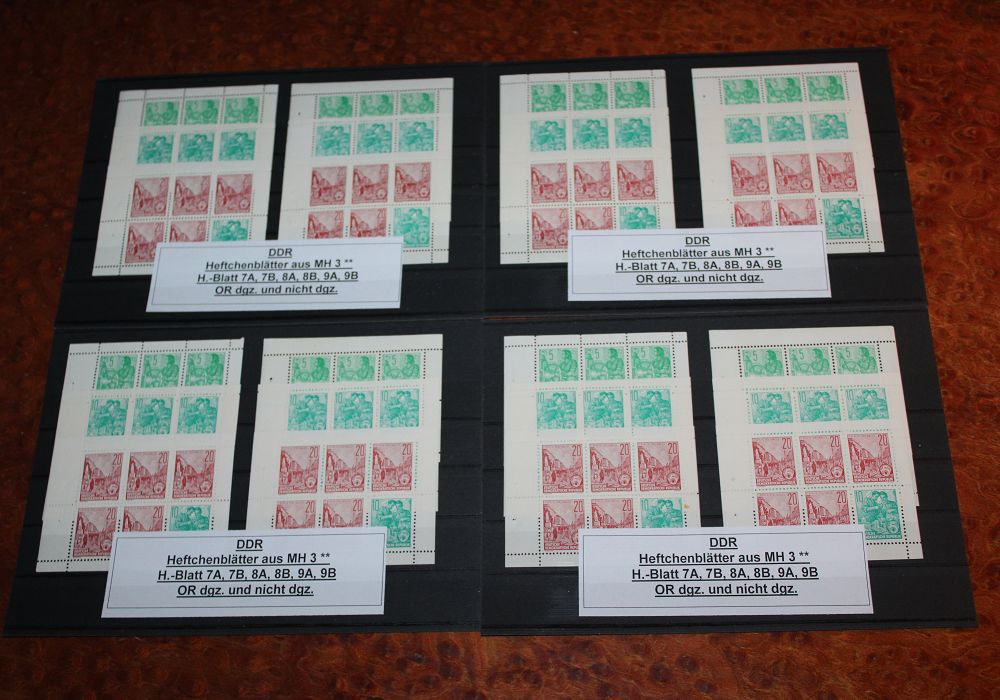 DDR
Heftchenblätter aus MH 3 **
H.-Blatt 7A, 7B, 8A, 8B, 9A, 9B
OR dgz. und nicht dgz.
DDR
Heftchenblätter aus MH 3 **
H.-Blatt 7A, 7B, 8A, 8B, 9A, 9B
OR dgz. und nicht dgz.
DDR
Heftchenblätter aus MH 3 **
H.-Blatt 7A, 7B, 8A, 8B, 9A, 9B
OR dgz. und nicht dgz.
DDR
Heftchenblätter aus MH 3 **
H.-Blatt 7A, 7B, 8A, 8B, 9A, 9B
OR dgz. und nicht dgz.